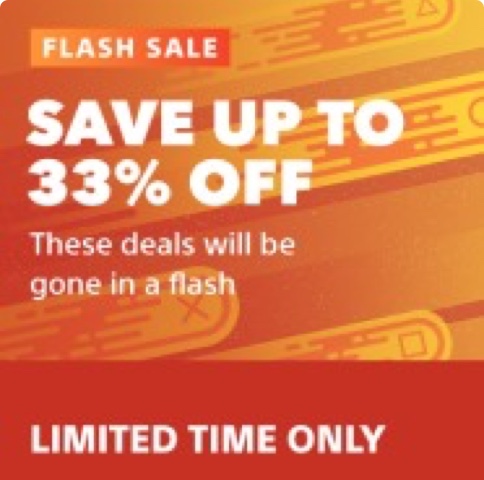 FLASH SALE
SAVE UP TO
33% OFF
These deals will be
gone in a flash
LIMITED TIME ONLY